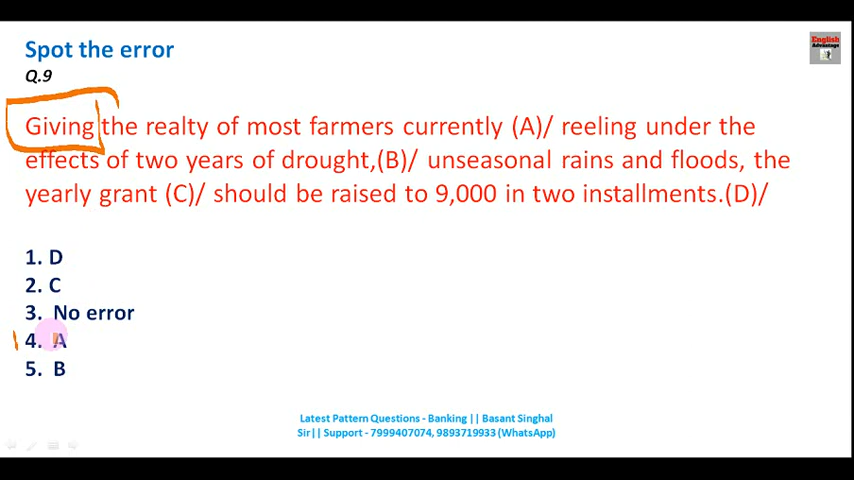 Spot the error
English
Advantage
Q.9
Giving the realty of most farmers currently (A)/ reeling under the
effects of two years of drought,(B)/ unseasonal rains and floods, the
yearly grant (C)/ should be raised to 9,000 in two installments.(D)/
1. D
2. C
3. No error
4. A
5. B
Latest Pattern Questions - Banking || Basant Singhal
Sir|| Support - 7999407074, 9893719933 (WhatsApp)